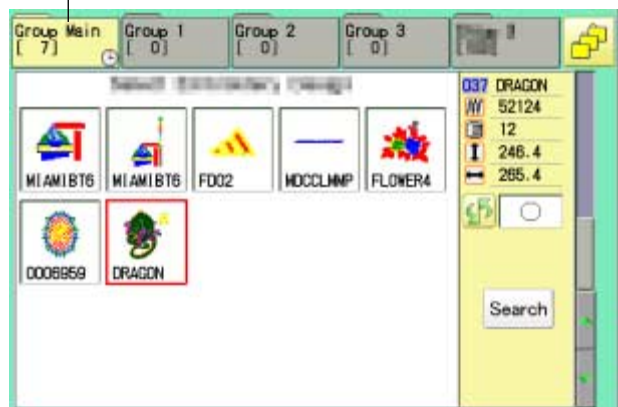 Group Main
[ 7]
Group 1
[ 0]
Group 2
[ 0]
Group 3
[ 0]
037 DRAGON
52124
12
246.4
265.4
MIAMIBT6
MIAMIBT6
FD02
MDCCLMMP
FLOWER4
0006959
DRAGON
Search